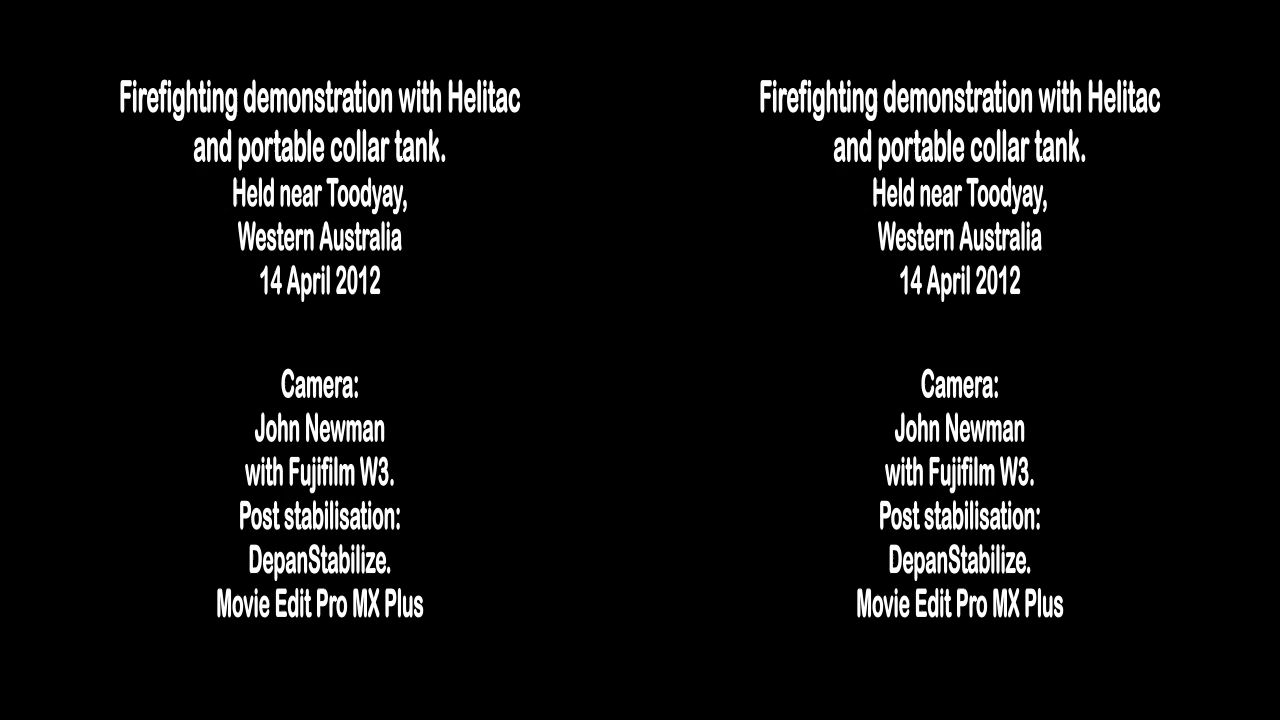 Firefighting demonstration with Helitac
and portable collar tank.
Held near Toodyay,
Western Australia
14 April 2012
Camera:
John Newman
with Fujifilm W3.
Post stabilisation:
DepanStabilize.
Movie Edit Pro MX Plus
Firefighting demonstration with Helitac
and portable collar tank.
Held near Toodyay,
Western Australia
14 April 2012
Camera:
John Newman
with Fujifilm W3.
Post stabilisation:
DepanStabilize.
Movie Edit Pro MX Plus